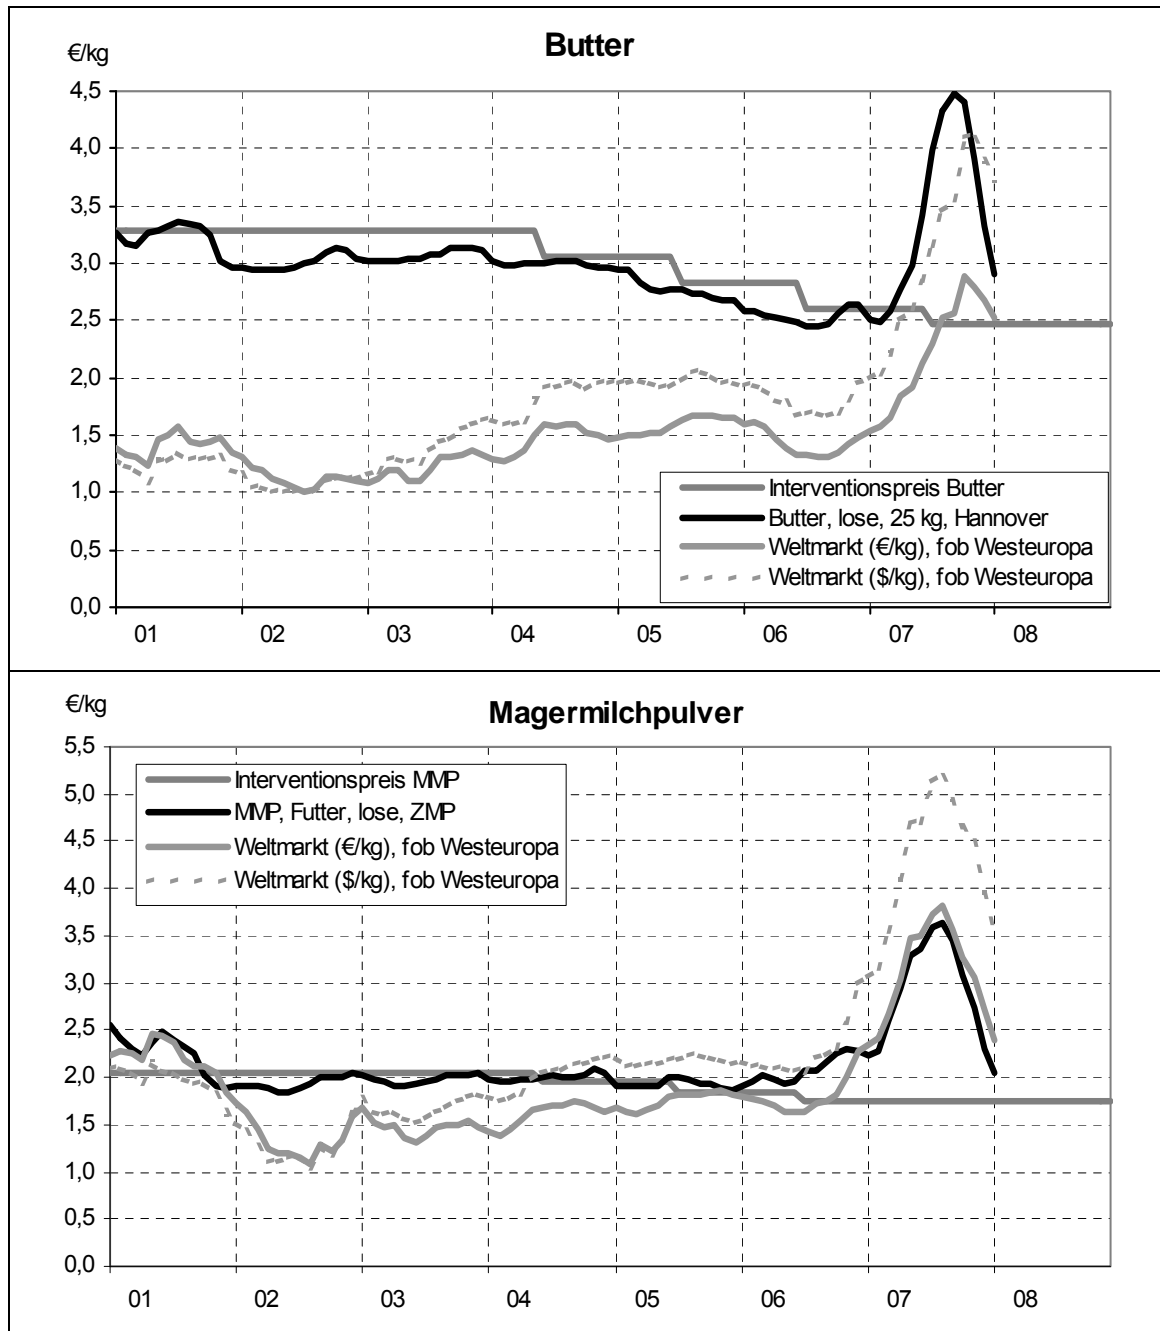 Butter
€/kg
4,5
4,0
3,5
3,0
2,5
2,0
1,5
1,0
0,5
0,0
Interventionspreis Butter
Butter, lose, 25 kg, Hannover
Weltmarkt (€/kg), fob Westeuropa
Weltmarkt ($/kg), fob Westeuropa
01 02 03 04 05 06 07 08
€/kg
Magermilchpulver
5,5
5,0
4,5
4,0
3,5
3,0
2,5
2,0
1,5
1,0
0,5
0,0
Interventionspreis MMP
MMP, Futter, lose, ZMP
Weltmarkt (€/kg), fob Westeuropa
Weltmarkt ($/kg), fob Westeuropa
01 02 03 04 05 06 07 08